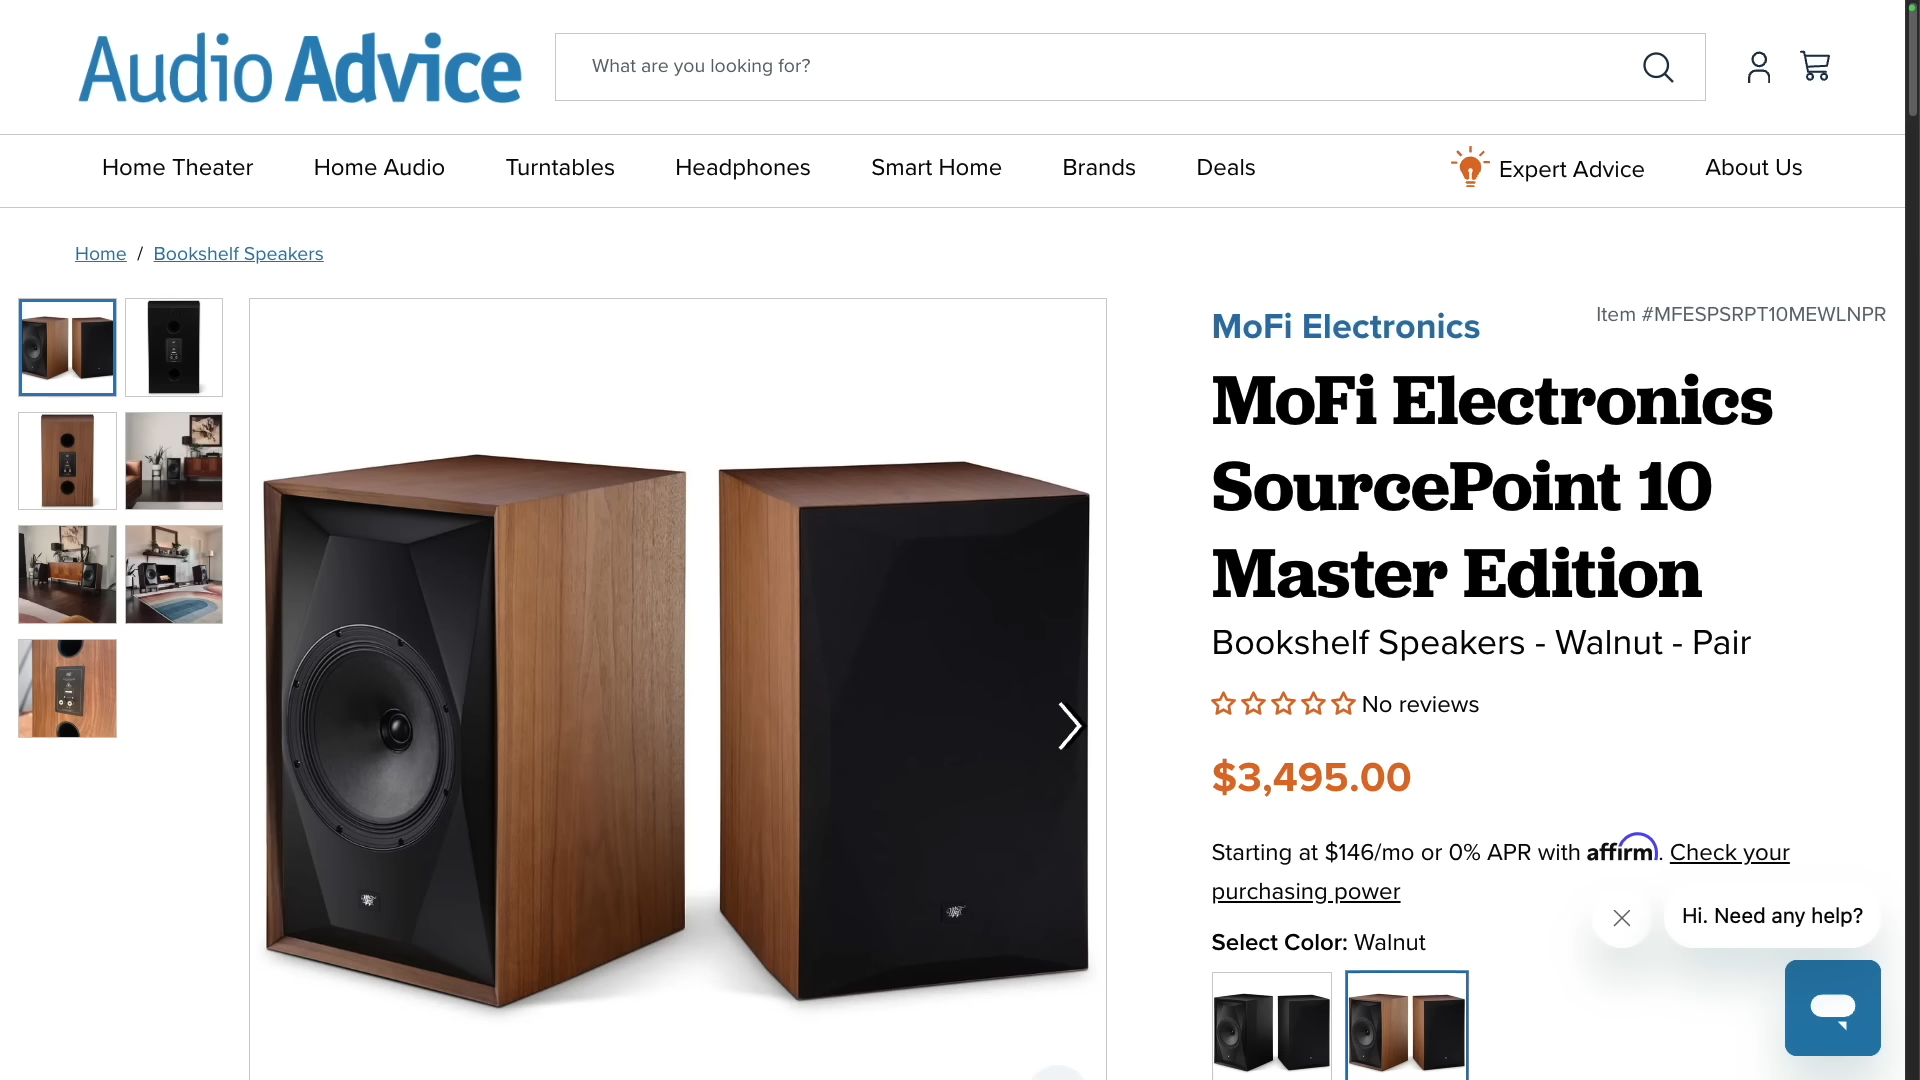 Audio Advice
What are you looking for?
Home Theater
Home Audio
Turntables
Headphones
Smart Home
Brands
Deals
Expert Advice
About Us
Home / Bookshelf Speakers
MoFi Electronics
Item #MFESPSRPT10MEWLNPR
MoFi Electronics
SourcePoint 10
Master Edition
Bookshelf Speakers - Walnut - Pair
No reviews
$3,495.00
Starting at $146/mo or 0% APR with affirm. Check your
purchasing power
Hi. Need any help?
Select Color: Walnut